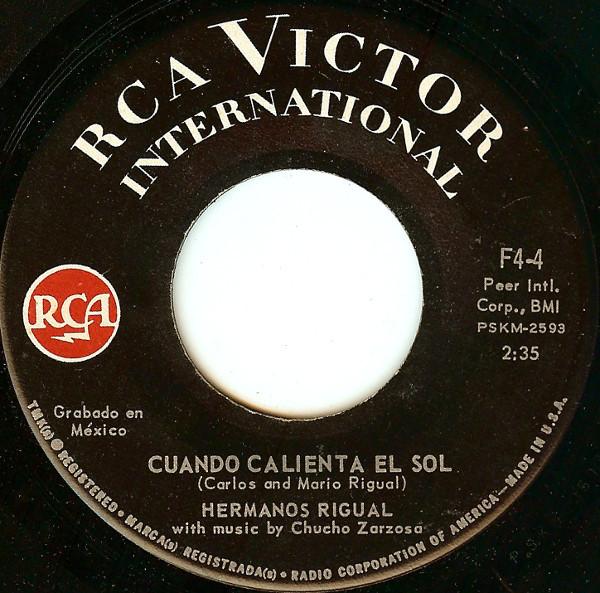 RCA VICTOR
INTERNATIONAL
F4-4
Peer Intl.
Corp., BMI
PSKM-2593
2:35
RCA
Grabado en
México
CUANDO CALIENTA EL SOL
(Carlos and Mario Rigual)
HERMANOS RIGUAL
with music by Chucho Zarzosa
TMK(s) ® REGISTERED • MARCA(s) REGISTRADA(s) • RADIO CORPORATION OF AMERICA—MADE IN U.S.A.